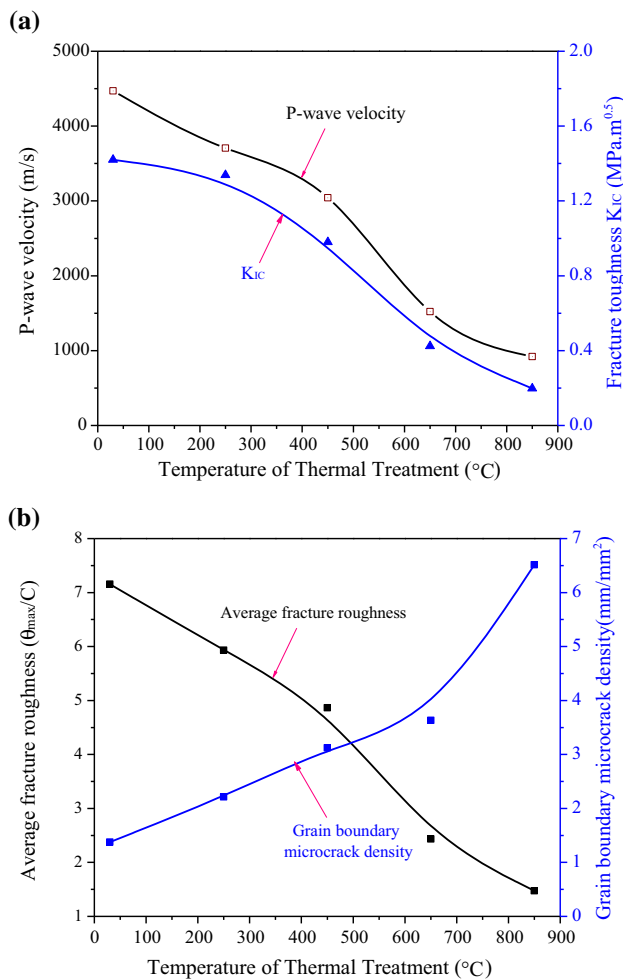 (a)
5000
4000
3000
2000
1000
0
P-wave velocity (m/s)
P-wave velocity
KIC
2.0
1.6
1.2
0.8
0.4
0.0
Fracture toughness KIC (MPa.m^0.5)
0 100 200 300 400 500 600 700 800 900
Temperature of Thermal Treatment (°C)
(b)
8
7
6
5
4
3
2
1
Average fracture roughness (θmax/C)
Average fracture roughness
Grain boundary
microcrack density
7
6
5
4
3
2
1
0
Grain boundary microcrack density(mm/mm²)
0 100 200 300 400 500 600 700 800 900
Temperature of Thermal Treatment (°C)